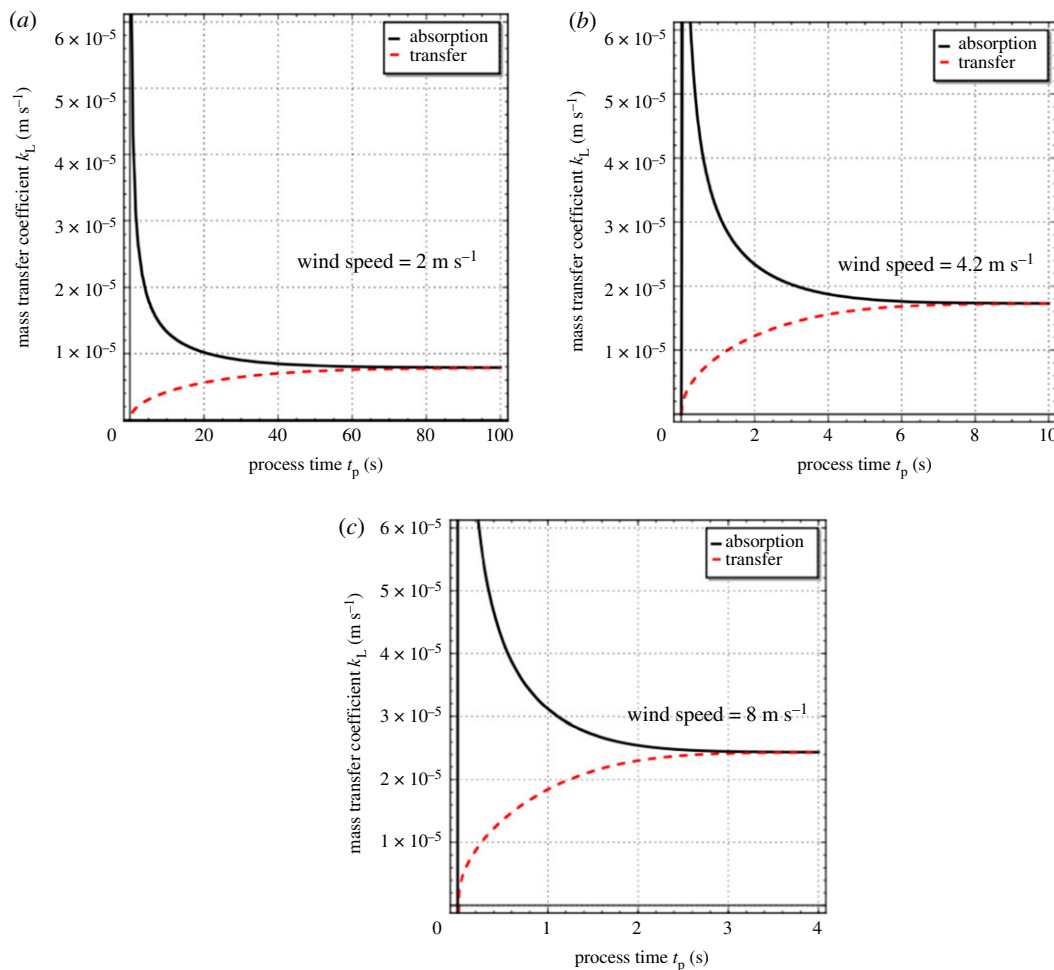 (a)
6 × 10⁻⁵
5 × 10⁻⁵
4 × 10⁻⁵
3 × 10⁻⁵
2 × 10⁻⁵
1 × 10⁻⁵
mass transfer coefficient k_L (m s⁻¹)
absorption
transfer
wind speed = 2 m s⁻¹
0 20 40 60 80 100
process time t_p (s)
(b)
6 × 10⁻⁵
5 × 10⁻⁵
4 × 10⁻⁵
3 × 10⁻⁵
2 × 10⁻⁵
1 × 10⁻⁵
mass transfer coefficient k_L (m s⁻¹)
absorption
transfer
wind speed = 4.2 m s⁻¹
0 2 4 6 8 10
process time t_p (s)
(c)
6 × 10⁻⁵
5 × 10⁻⁵
4 × 10⁻⁵
3 × 10⁻⁵
2 × 10⁻⁵
1 × 10⁻⁵
mass transfer coefficient k_L (m s⁻¹)
absorption
transfer
wind speed = 8 m s⁻¹
0 1 2 3 4
process time t_p (s)